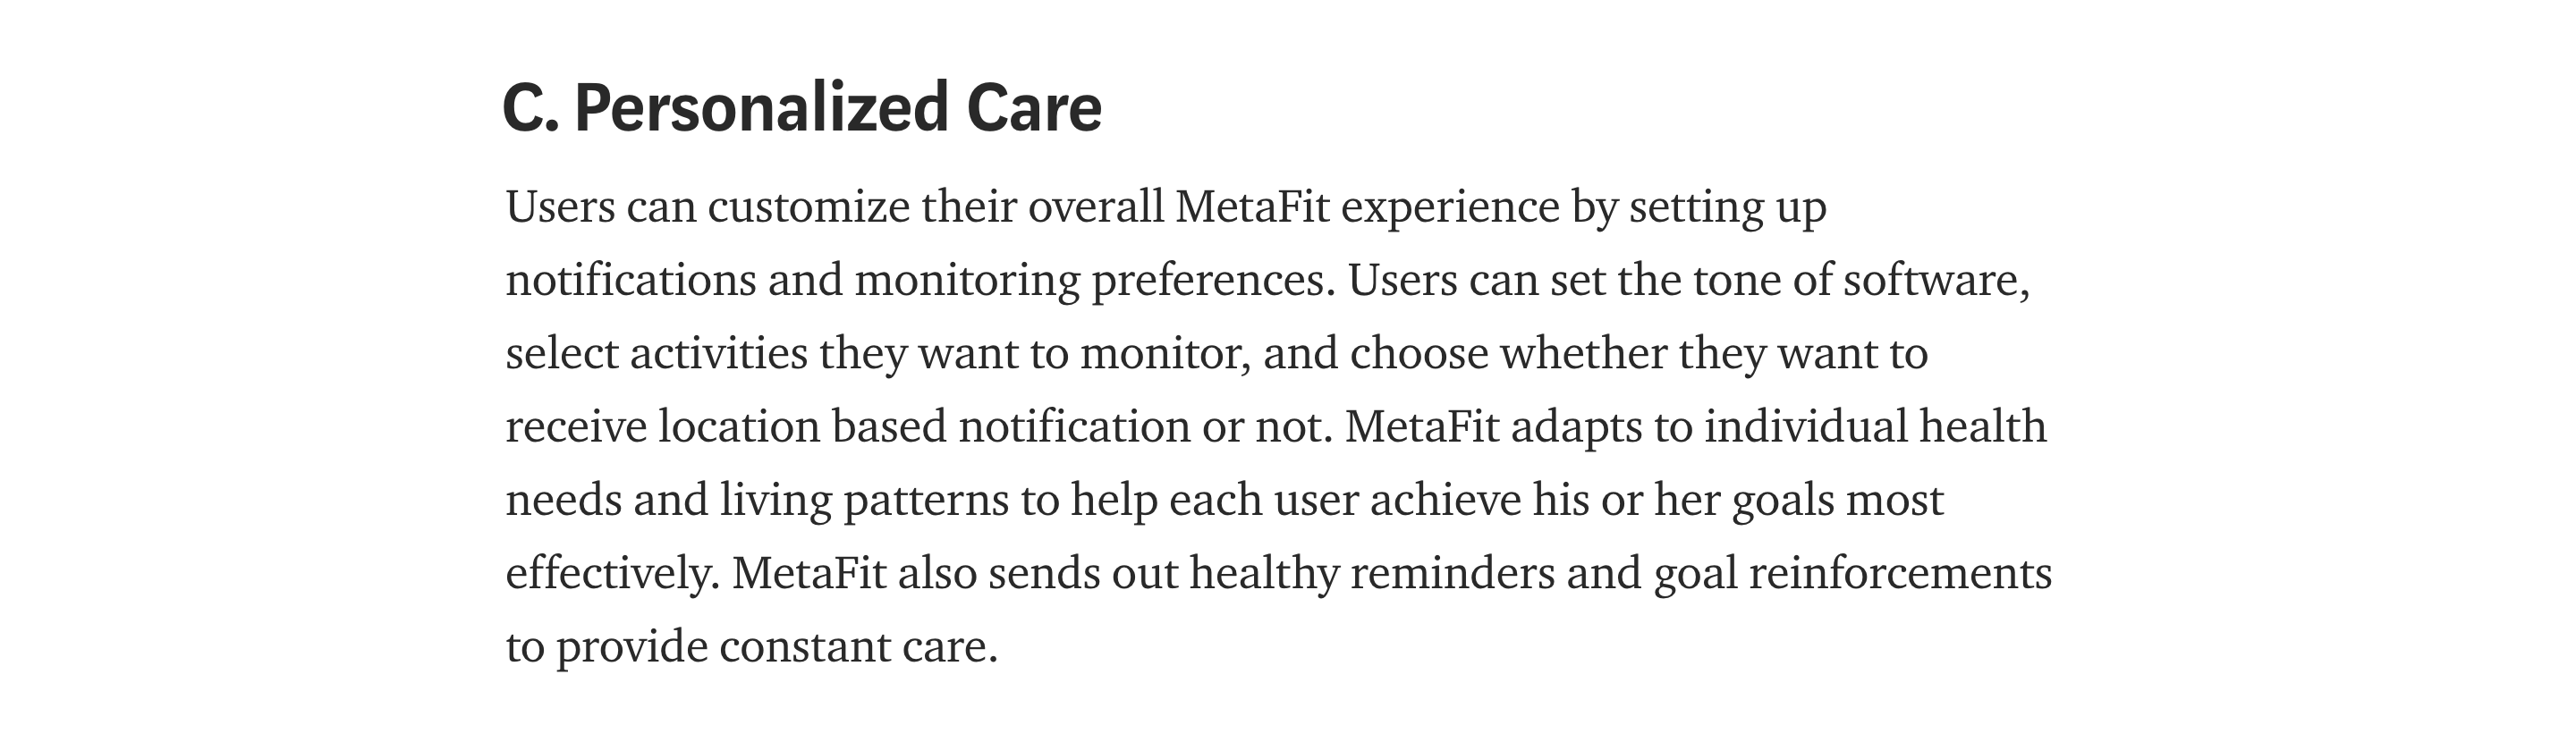 C. Personalized Care
Users can customize their overall MetaFit experience by setting up
notifications and monitoring preferences. Users can set the tone of software,
select activities they want to monitor, and choose whether they want to
receive location based notification or not. MetaFit adapts to individual health
needs and living patterns to help each user achieve his or her goals most
effectively. MetaFit also sends out healthy reminders and goal reinforcements
to provide constant care.